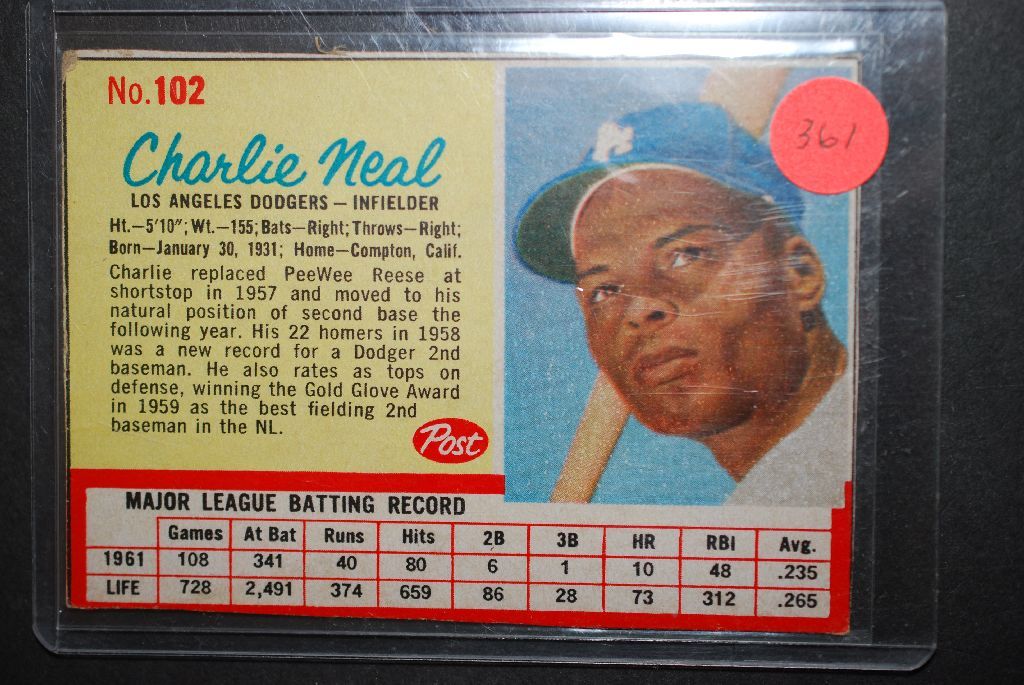 No.102
361
Charlie Neal
LOS ANGELES DODGERS — INFIELDER
Ht.—5'10"; Wt.—155; Bats—Right; Throws—Right;
Born—January 30, 1931; Home—Compton, Calif.
Charlie replaced PeeWee Reese at
shortstop in 1957 and moved to his
natural position of second base the
following year. His 22 homers in 1958
was a new record for a Dodger 2nd
baseman. He also rates as tops on
defense, winning the Gold Glove Award
in 1959 as the best fielding 2nd
baseman in the NL.
Post
MAJOR LEAGUE BATTING RECORD
Games At Bat Runs Hits 2B 3B HR RBI Avg.
1961 108 341 40 80 6 1 10 48 .235
LIFE 728 2,491 374 659 86 28 73 312 .265